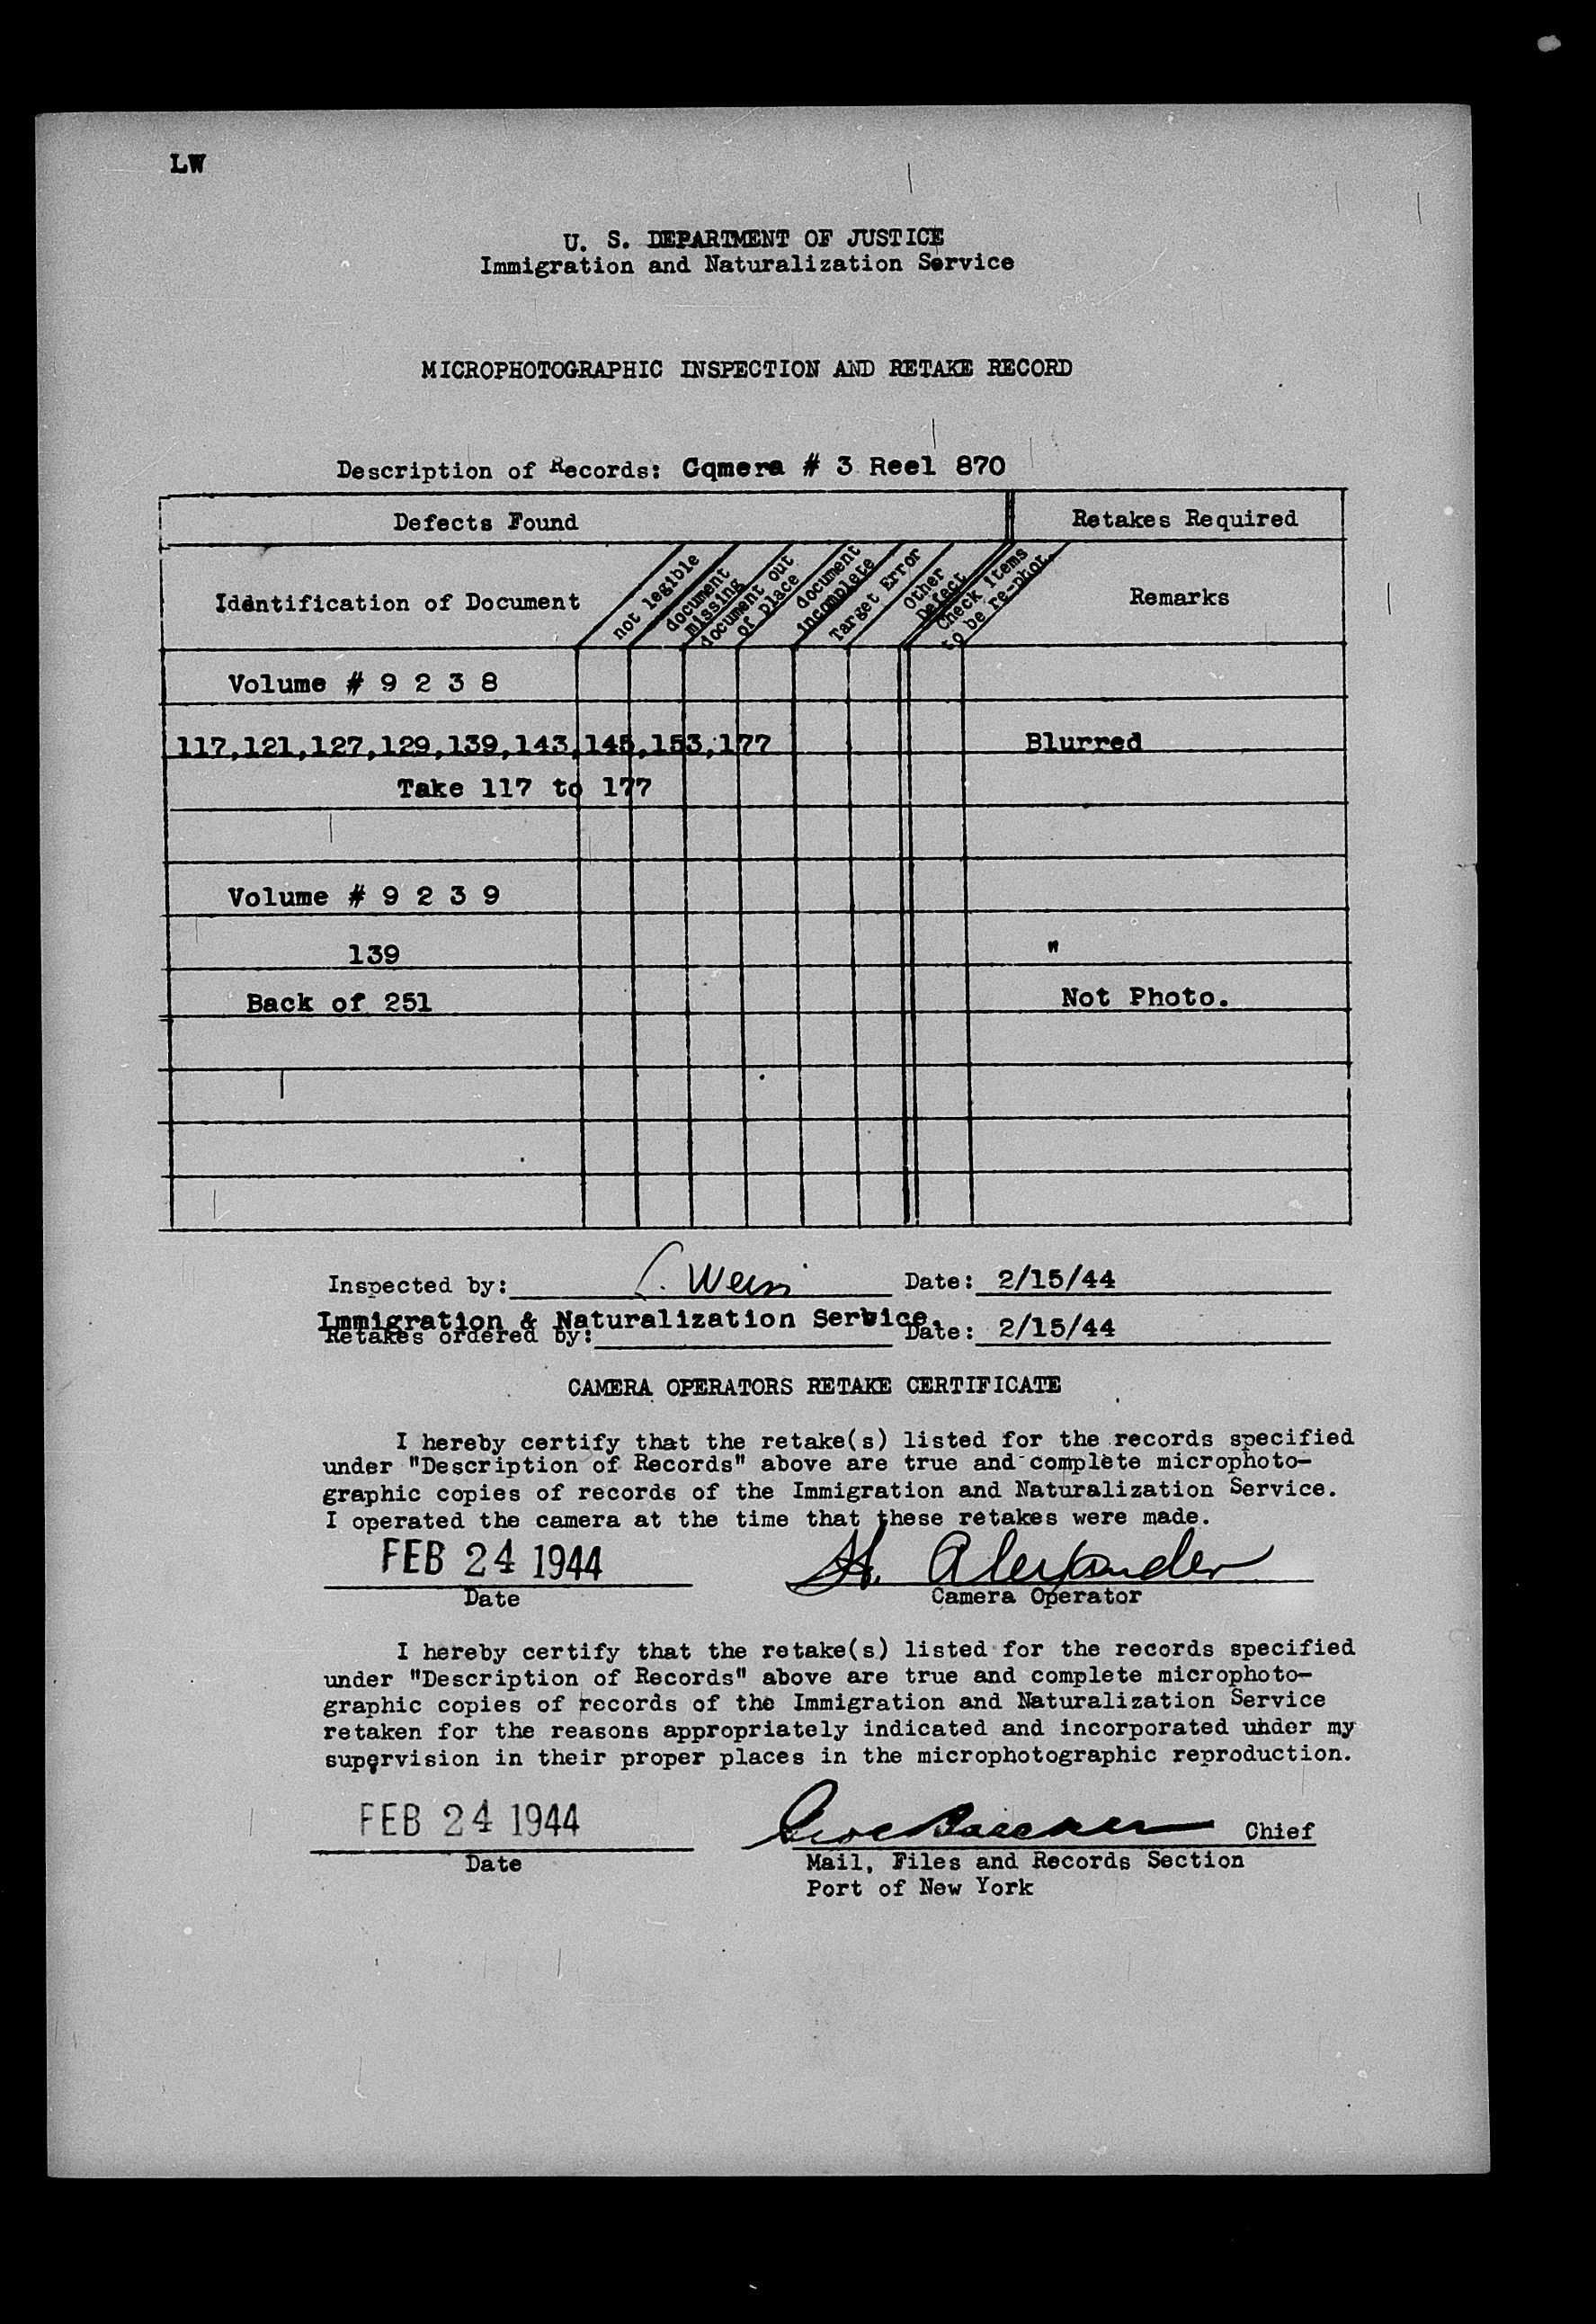 LW
U. S. DEPARTMENT OF JUSTICE
Immigration and Naturalization Service
MICROPHOTOGRAPHIC INSPECTION AND RETAKE RECORD
Description of Records: Cqmera # 3 Reel 870
Defects Found
Retakes Required
Identification of Document
not legible
document missing
document out of place
document incomplete
Target Error
Other Defect
Check items to be re-phot.
Remarks
Volume # 9 2 3 8
117,121,127,129,139,143,145,153,177 Blurred
Take 117 to 177
Volume # 9 2 3 9
139 "
Back of 251 Not Photo.
Inspected by: L. Weiss Date: 2/15/44
Immigration & Naturalization Service.
Retakes ordered by: Date: 2/15/44
CAMERA OPERATORS RETAKE CERTIFICATE
I hereby certify that the retake(s) listed for the records specified
under "Description of Records" above are true and complete microphoto-
graphic copies of records of the Immigration and Naturalization Service.
I operated the camera at the time that these retakes were made.
FEB 24 1944 H. Alexander
Date Camera Operator
I hereby certify that the retake(s) listed for the records specified
under "Description of Records" above are true and complete microphoto-
graphic copies of records of the Immigration and Naturalization Service
retaken for the reasons appropriately indicated and incorporated under my
supervision in their proper places in the microphotographic reproduction.
FEB 24 1944 Chief
Date Mail, Files and Records Section
Port of New York